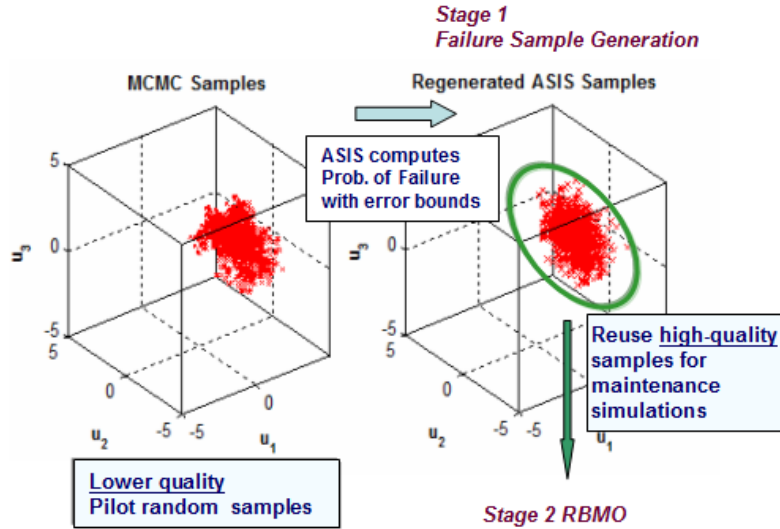 Stage 1
Failure Sample Generation
MCMC Samples
Regenerated ASIS Samples
ASIS computes
Prob. of Failure
with error bounds
5
0
-5
u3
5
0
-5
u2
-5
0
u1
5
0
-5
u3
5
0
-5
u2
-5
0
u1
Reuse high-quality
samples for
maintenance
simulations
Lower quality
Pilot random samples
Stage 2 RBMO